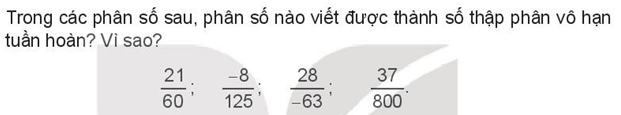 Trong các phân số sau, phân số nào viết được thành số thập phân vô hạn
tuần hoàn? Vì sao?
21/60; -8/125; 28/-63; 37/800.